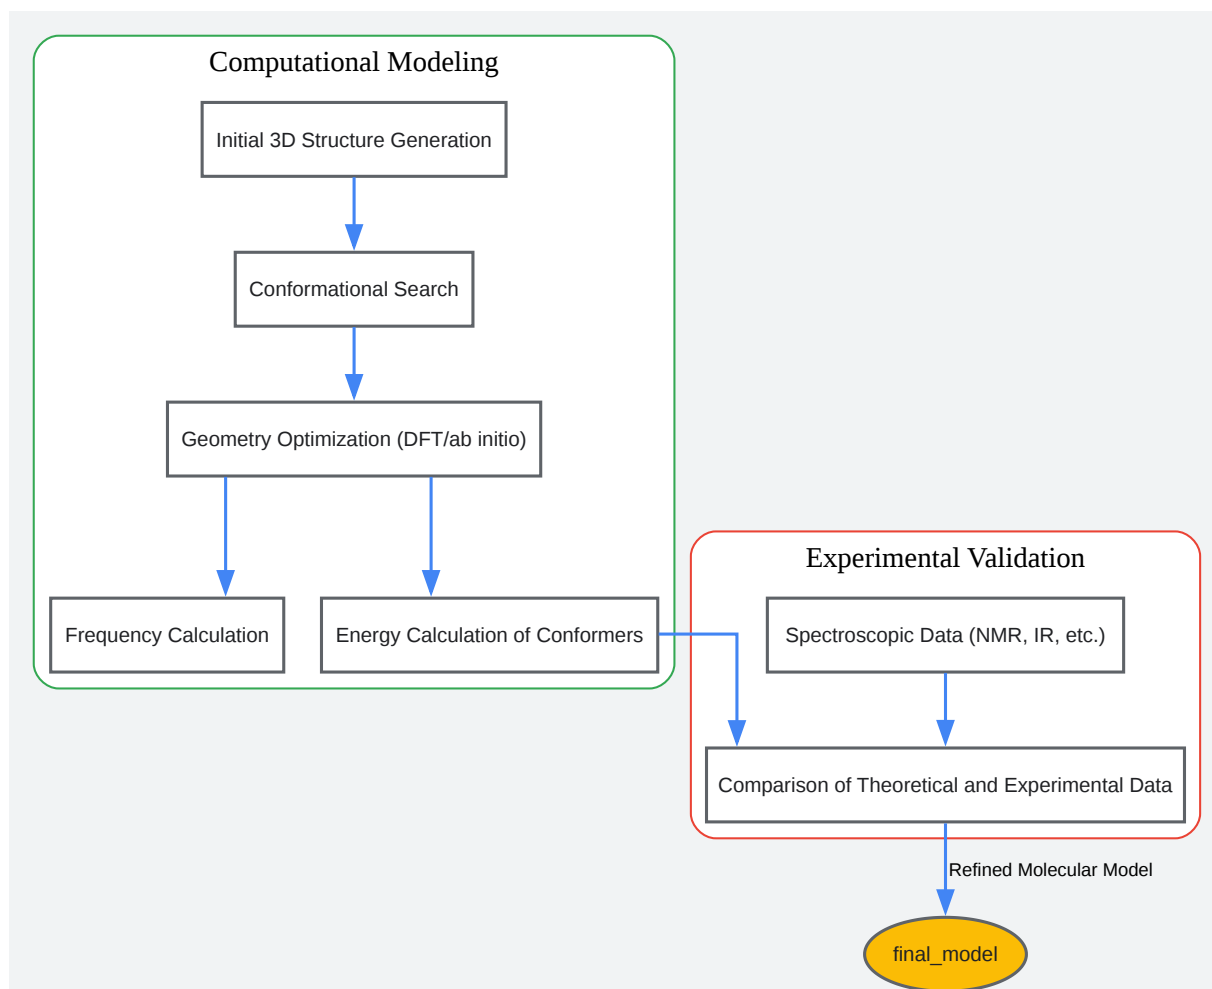 Computational Modeling
Initial 3D Structure Generation
Conformational Search
Geometry Optimization (DFT/ab initio)
Frequency Calculation
Energy Calculation of Conformers
Experimental Validation
Spectroscopic Data (NMR, IR, etc.)
Comparison of Theoretical and Experimental Data
Refined Molecular Model
final_model